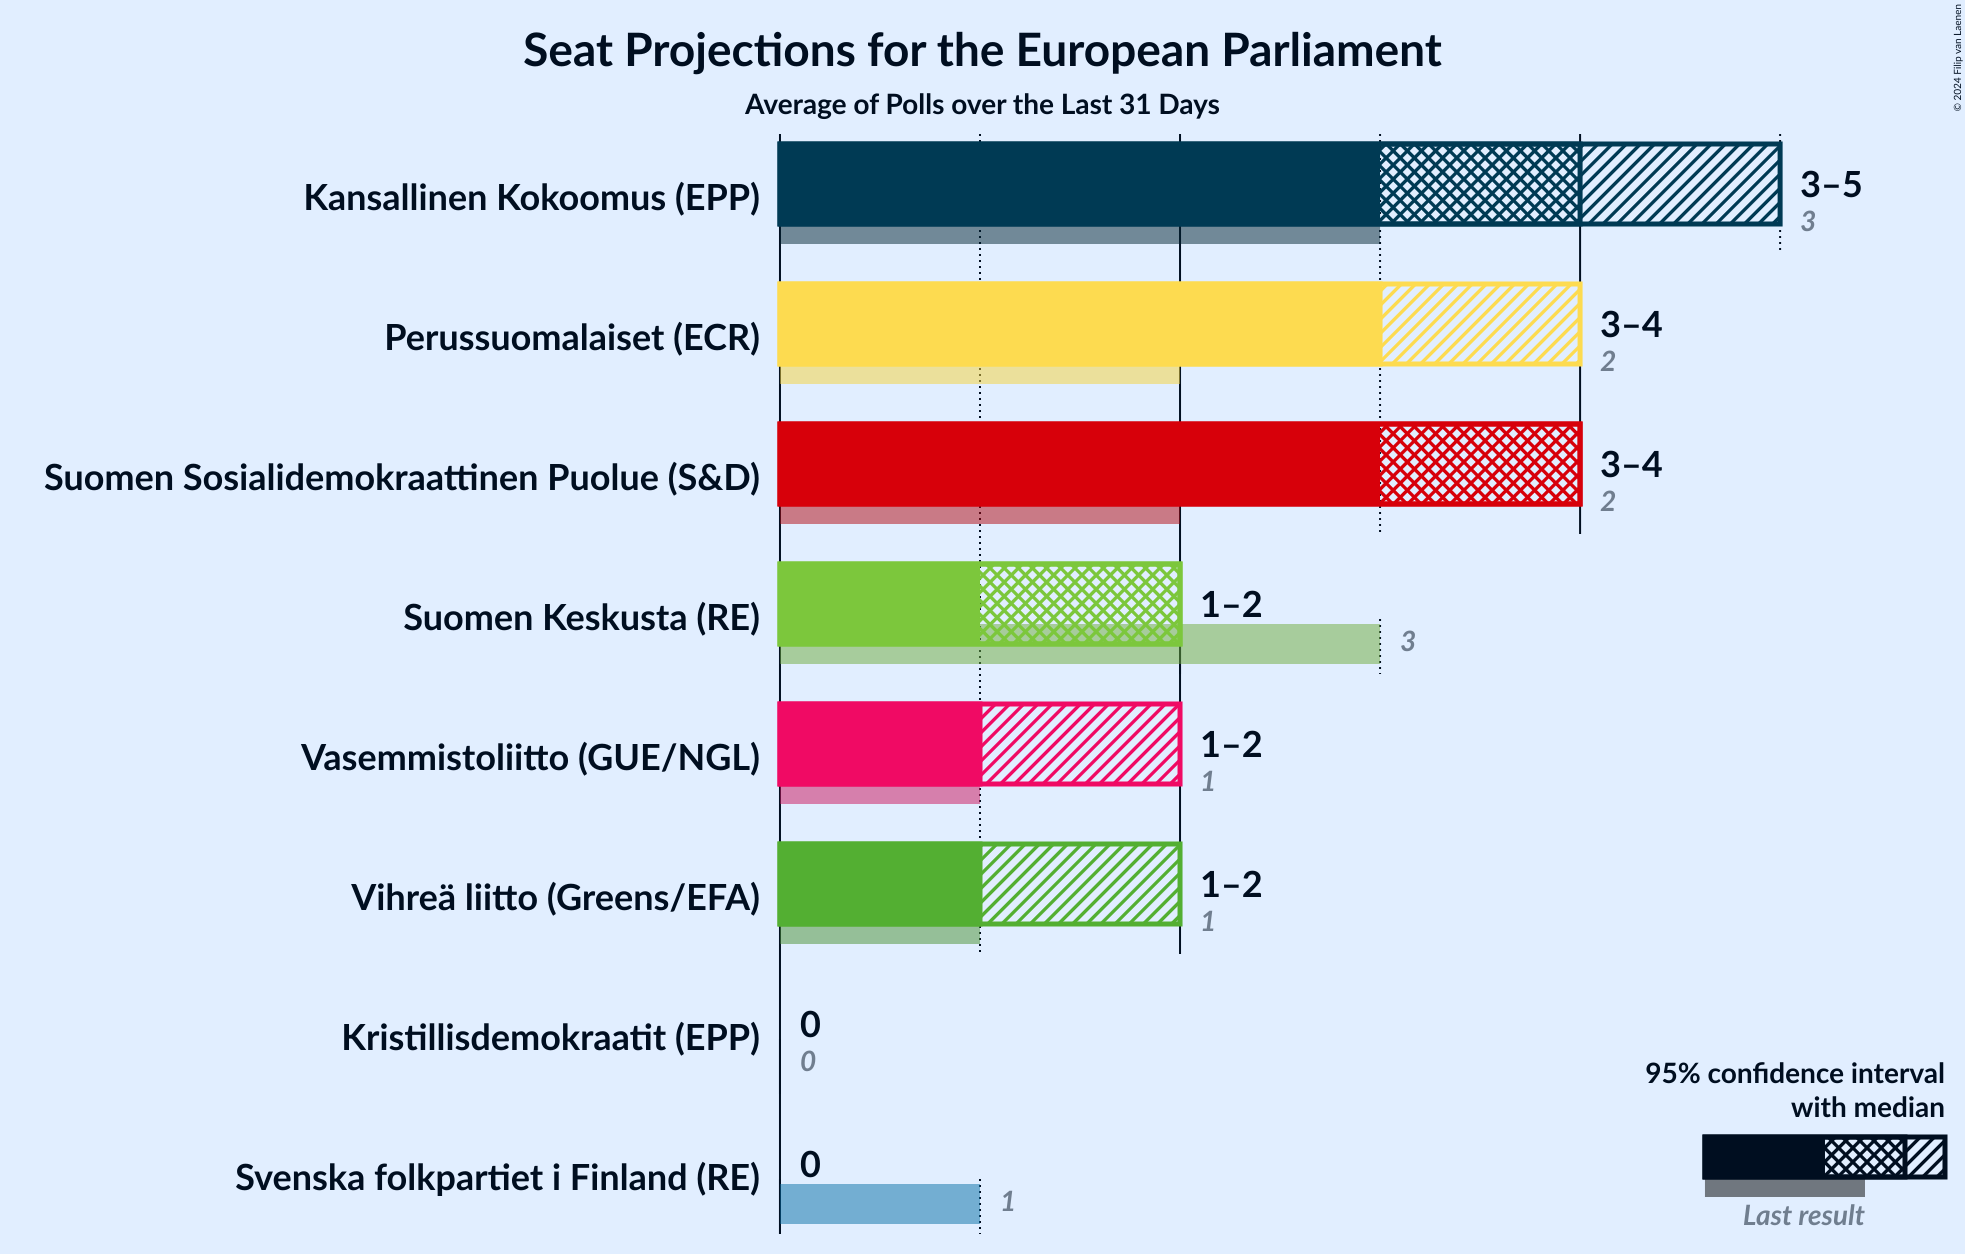 Seat Projections for the European Parliament
Average of Polls over the Last 31 Days
© 2024 Filip van Laenen
Kansallinen Kokoomus (EPP)
3–5
3
Perussuomalaiset (ECR)
3–4
2
Suomen Sosialidemokraattinen Puolue (S&D)
3–4
2
Suomen Keskusta (RE)
1–2
3
Vasemmistoliitto (GUE/NGL)
1–2
1
Vihreä liitto (Greens/EFA)
1–2
1
Kristillisdemokraatit (EPP)
0
0
Svenska folkpartiet i Finland (RE)
0
1
95% confidence interval
with median
Last result